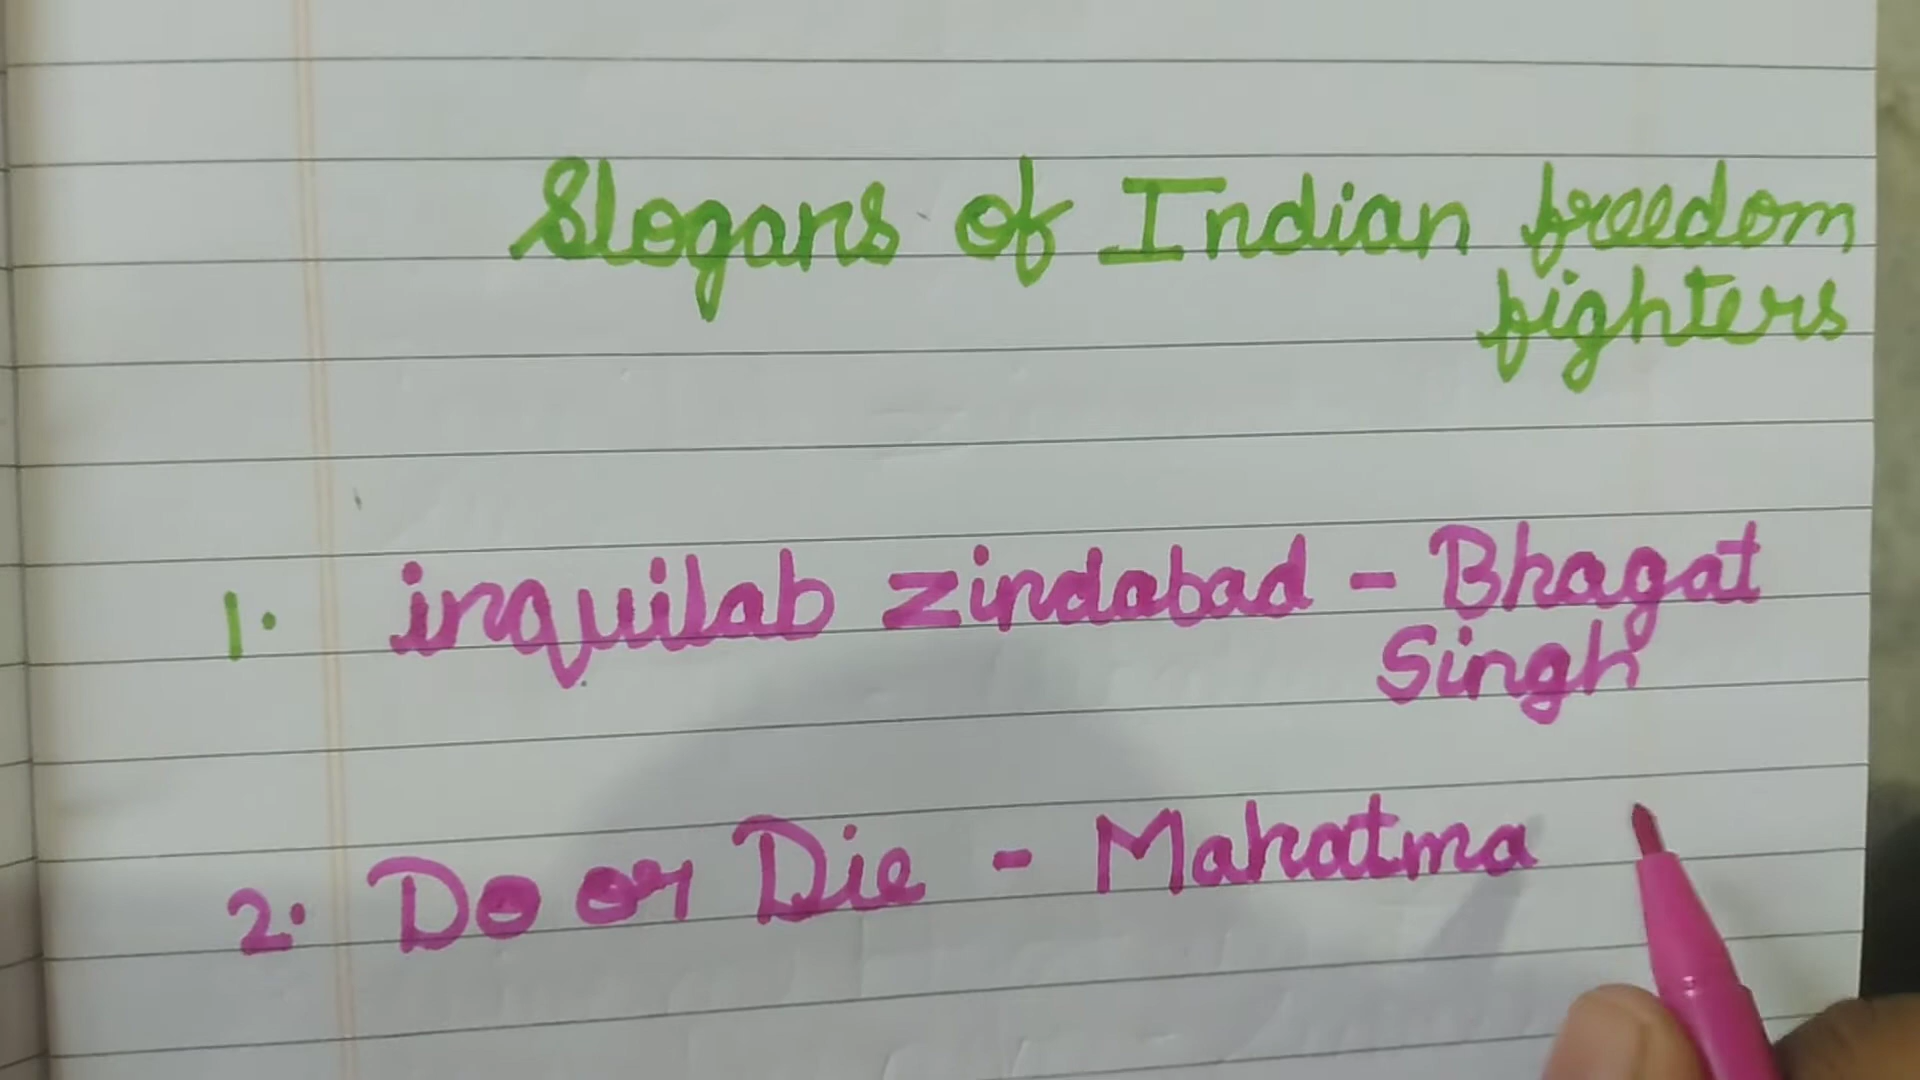 Slogans of Indian freedom
fighters
1. inquilab zindabad - Bhagat
Singh
2. Do or Die - Mahatma